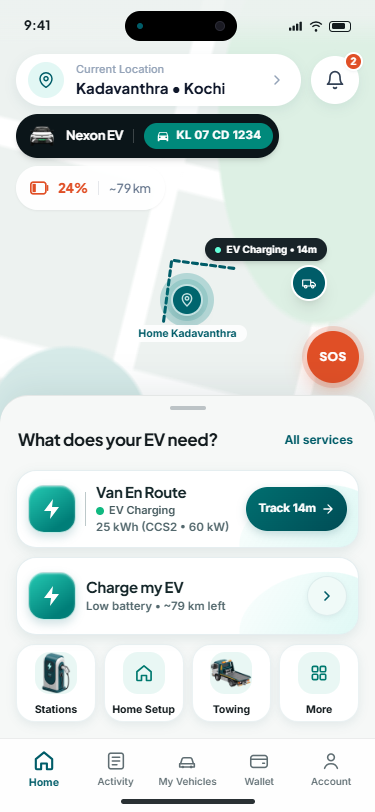 9:41
Current Location
Kadavanthra • Kochi
2
Nexon EV
KL 07 CD 1234
24%
~79 km
EV Charging • 14m
Home Kadavanthra
SOS
What does your EV need?
All services
Van En Route
EV Charging
25 kWh (CCS2 • 60 kW)
Track 14m →
Charge my EV
Low battery • ~79 km left
Stations
Home Setup
Towing
More
Home
Activity
My Vehicles
Wallet
Account